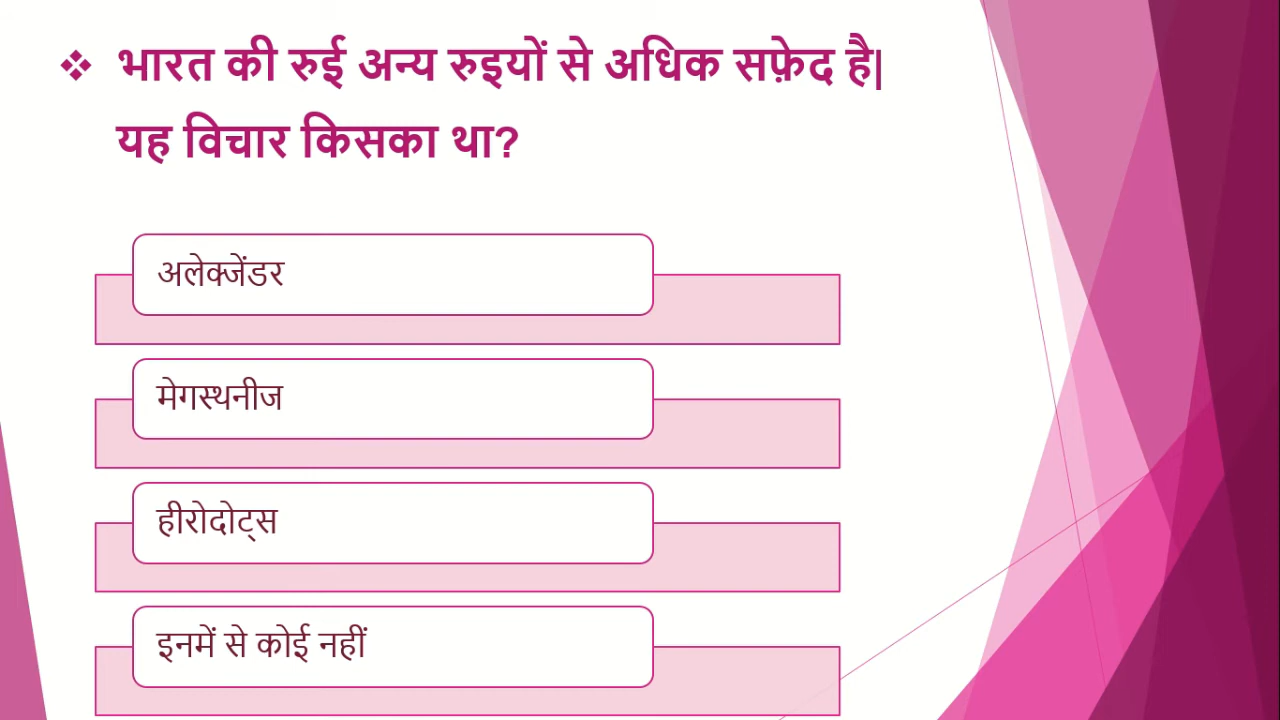 ❖ भारत की रुई अन्य रुइयों से अधिक सफ़ेद है|
यह विचार किसका था?
अलेक्जेंडर
मेगस्थनीज
हीरोदोट्स
इनमें से कोई नहीं